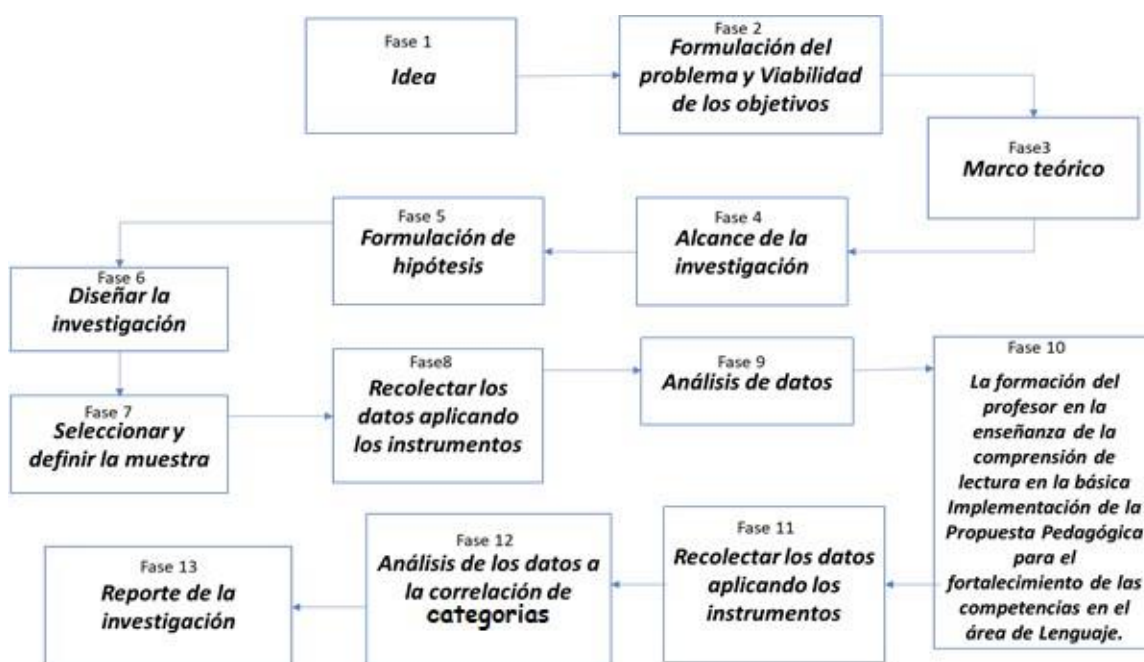 Fase 1
Idea
Fase 2
Formulación del
problema y Viabilidad
de los objetivos
Fase3
Marco teórico
Fase 4
Alcance de la
investigación
Fase 5
Formulación de
hipótesis
Fase 6
Diseñar la
investigación
Fase 7
Seleccionar y
definir la muestra
Fase8
Recolectar los
datos aplicando
los instrumentos
Fase 9
Análisis de datos
Fase 10
La formación del
profesor en la
enseñanza de la
comprensión de
lectura en la básica
Implementación de la
Propuesta Pedagógica
para el
fortalecimiento de las
competencias en el
área de Lenguaje.
Fase 11
Recolectar los datos
aplicando los
instrumentos
Fase 12
Análisis de los datos a
la correlación de
categorias
Fase 13
Reporte de la
investigación